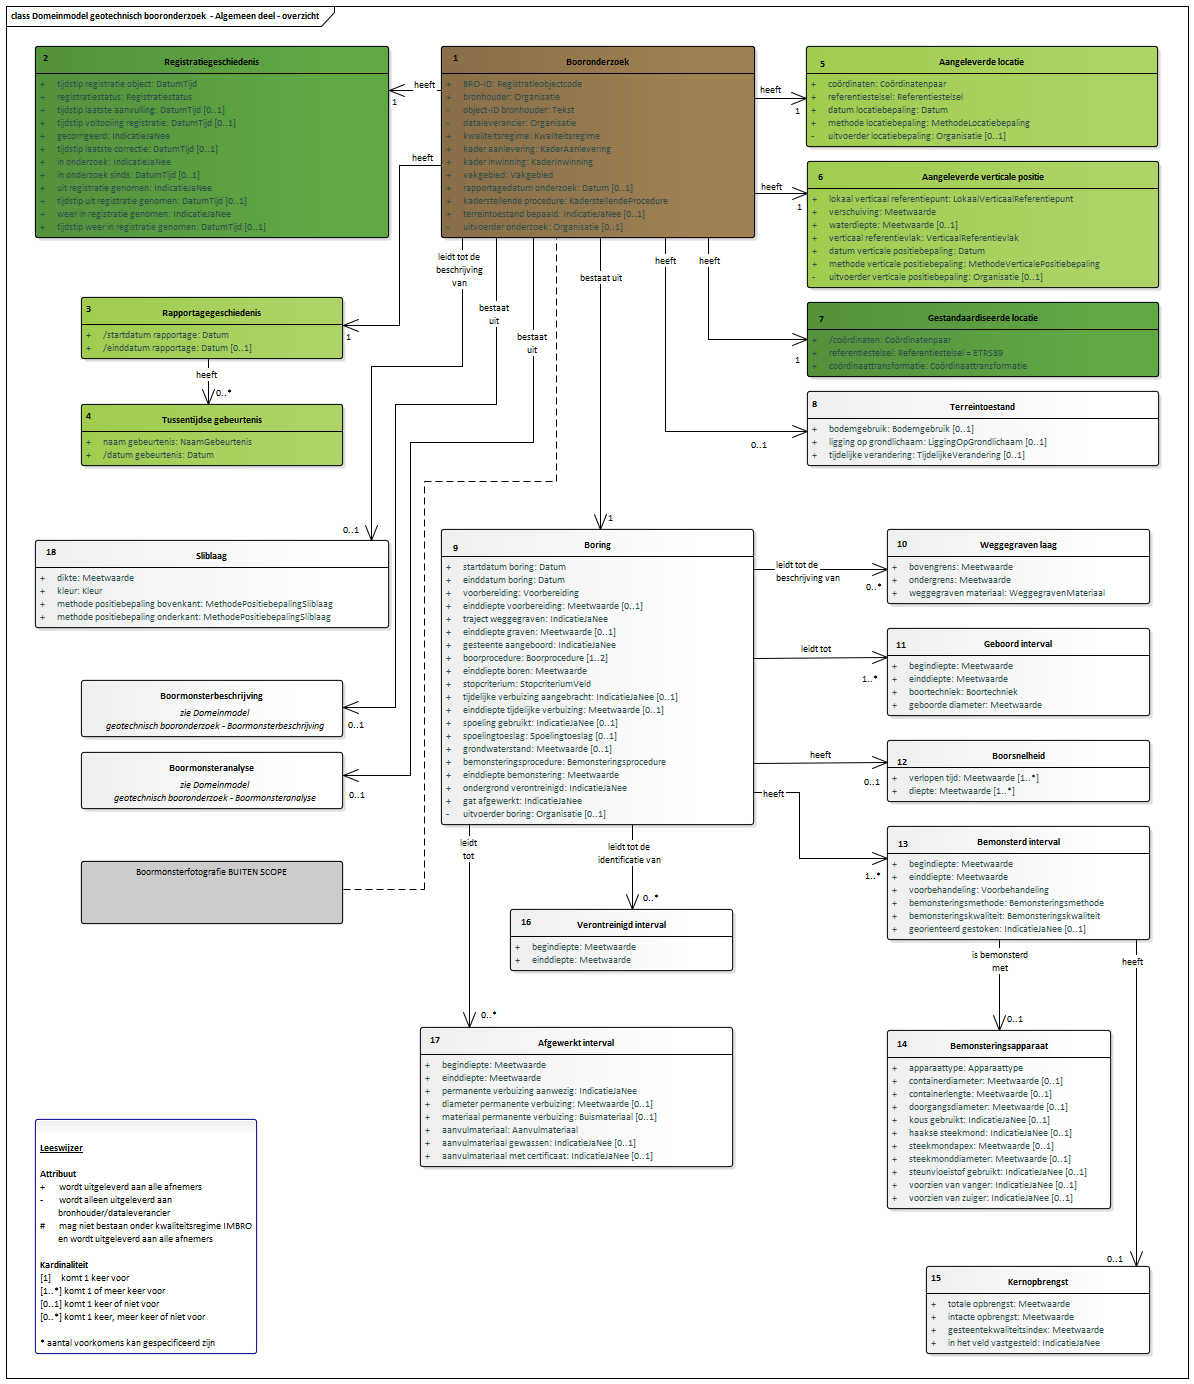 class Domeinmodel geotechnisch booronderzoek - Algemeen deel - overzicht
2
Registratiegeschiedenis
+ tijdstip registratie object: DatumTijd
+ registratiestatus: Registratiestatus
+ tijdstip laatste aanvulling: DatumTijd [0..1]
+ tijdstip voltooiing registratie: DatumTijd [0..1]
+ gecorrigeerd: IndicatieJaNee
+ tijdstip laatste correctie: DatumTijd [0..1]
+ in onderzoek: IndicatieJaNee
+ in onderzoek sinds: DatumTijd [0..1]
+ uit registratie genomen: IndicatieJaNee
+ tijdstip uit registratie genomen: DatumTijd [0..1]
+ weer in registratie genomen: IndicatieJaNee
+ tijdstip weer in registratie genomen: DatumTijd [0..1]
heeft
1
1
Booronderzoek
+ BRO-ID: Registratieobjectcode
+ bronhouder: Organisatie
- object-ID bronhouder: Tekst
- dataleverancier: Organisatie
+ kwaliteitsregime: Kwaliteitsregime
+ kader aanlevering: KaderAanlevering
+ kader inwinning: KaderInwinning
+ vakgebied: Vakgebied
+ rapportagedatum onderzoek: Datum [0..1]
+ kaderstellende procedure: KaderstellendeProcedure
+ terreintoestand bepaald: IndicatieJaNee [0..1]
- uitvoerder onderzoek: Organisatie [0..1]
heeft
1
5
Aangeleverde locatie
+ coördinaten: Coördinatenpaar
+ referentiestelsel: Referentiestelsel
+ datum locatiebepaling: Datum
+ methode locatiebepaling: MethodeLocatiebepaling
- uitvoerder locatiebepaling: Organisatie [0..1]
heeft
1
6
Aangeleverde verticale positie
+ lokaal verticaal referentiepunt: LokaalVerticaalReferentiepunt
+ verschuiving: Meetwaarde
+ waterdiepte: Meetwaarde [0..1]
+ verticaal referentievlak: VerticaalReferentievlak
+ datum verticale positiebepaling: Datum
+ methode verticale positiebepaling: MethodeVerticalePositiebepaling
- uitvoerder verticale positiebepaling: Organisatie [0..1]
heeft
1
7
Gestandaardiseerde locatie
+ /coördinaten: Coördinatenpaar
+ referentiestelsel: Referentiestelsel = ETRS89
+ coördinaattransformatie: Coördinaattransformatie
heeft
0..1
8
Terreintoestand
+ bodemgebruik: Bodemgebruik [0..1]
+ ligging op grondlichaam: LiggingOpGrondlichaam [0..1]
+ tijdelijke verandering: TijdelijkeVerandering [0..1]
heeft
1
3
Rapportagegeschiedenis
+ /startdatum rapportage: Datum
+ /einddatum rapportage: Datum [0..1]
heeft
0..*
4
Tussentijdse gebeurtenis
+ naam gebeurtenis: NaamGebeurtenis
+ /datum gebeurtenis: Datum
leidt tot de
beschrijving
van
0..1
18
Sliblaag
+ dikte: Meetwaarde
+ kleur: Kleur
+ methode positiebepaling bovenkant: MethodePositiebepalingSliblaag
+ methode positiebepaling onderkant: MethodePositiebepalingSliblaag
bestaat
uit
0..1
Boormonsterbeschrijving
zie Domeinmodel
geotechnisch booronderzoek - Boormonsterbeschrijving
bestaat
uit
0..1
Boormonsteranalyse
zie Domeinmodel
geotechnisch booronderzoek - Boormonsteranalyse
Boormonsterfotografie BUITEN SCOPE
bestaat uit
1
9
Boring
+ startdatum boring: Datum
+ einddatum boring: Datum
+ voorbereiding: Voorbereiding
+ einddiepte voorbereiding: Meetwaarde [0..1]
+ traject weggegraven: IndicatieJaNee
+ einddiepte graven: Meetwaarde [0..1]
+ gesteente aangeboord: IndicatieJaNee
+ boorprocedure: Boorprocedure [1..2]
+ einddiepte boren: Meetwaarde
+ stopcriterium: StopcriteriumVeld
+ tijdelijke verbuizing aangebracht: IndicatieJaNee [0..1]
+ einddiepte tijdelijke verbuizing: Meetwaarde [0..1]
+ spoeling gebruikt: IndicatieJaNee [0..1]
+ spoelingtoeslag: Spoelingtoeslag [0..1]
+ grondwaterstand: Meetwaarde [0..1]
+ bemonsteringsprocedure: Bemonsteringsprocedure
+ einddiepte bemonstering: Meetwaarde
+ ondergrond verontreinigd: IndicatieJaNee
+ gat afgewerkt: IndicatieJaNee
- uitvoerder boring: Organisatie [0..1]
leidt tot de
beschrijving van
0..*
10
Weggegraven laag
+ bovengrens: Meetwaarde
+ ondergrens: Meetwaarde
+ weggegraven materiaal: WeggegravenMateriaal
leidt tot
1..*
11
Geboord interval
+ begindiepte: Meetwaarde
+ einddiepte: Meetwaarde
+ boortechniek: Boortechniek
+ geboorde diameter: Meetwaarde
heeft
0..1
12
Boorsnelheid
+ verlopen tijd: Meetwaarde [1..*]
+ diepte: Meetwaarde [1..*]
heeft
1..*
13
Bemonsterd interval
+ begindiepte: Meetwaarde
+ einddiepte: Meetwaarde
+ voorbehandeling: Voorbehandeling
+ bemonsteringsmethode: Bemonsteringsmethode
+ bemonsteringskwaliteit: Bemonsteringskwaliteit
+ georienteerd gestoken: IndicatieJaNee [0..1]
is bemonsterd
met
0..1
14
Bemonsteringsapparaat
+ apparaattype: Apparaattype
+ containerdiameter: Meetwaarde [0..1]
+ containerlengte: Meetwaarde [0..1]
+ doorgangsdiameter: Meetwaarde [0..1]
+ kous gebruikt: IndicatieJaNee [0..1]
+ haakse steekmond: IndicatieJaNee [0..1]
+ steekmondapex: Meetwaarde [0..1]
+ steekmonddiameter: Meetwaarde [0..1]
+ steunvloeistof gebruikt: IndicatieJaNee [0..1]
+ voorzien van vanger: IndicatieJaNee [0..1]
+ voorzien van zuiger: IndicatieJaNee [0..1]
heeft
0..1
15
Kernopbrengst
+ totale opbrengst: Meetwaarde
+ intacte opbrengst: Meetwaarde
+ gesteentekwaliteitsindex: Meetwaarde
+ in het veld vastgesteld: IndicatieJaNee
leidt tot de
identificatie van
0..*
16
Verontreinigd interval
+ begindiepte: Meetwaarde
+ einddiepte: Meetwaarde
leidt
tot
0..*
17
Afgewerkt interval
+ begindiepte: Meetwaarde
+ einddiepte: Meetwaarde
+ permanente verbuizing aanwezig: IndicatieJaNee
+ diameter permanente verbuizing: Meetwaarde [0..1]
+ materiaal permanente verbuizing: Buismateriaal [0..1]
+ aanvulmateriaal: Aanvulmateriaal
+ aanvulmateriaal gewassen: IndicatieJaNee [0..1]
+ aanvulmateriaal met certificaat: IndicatieJaNee [0..1]
Leeswijzer
Attribuut
+ wordt uitgeleverd aan alle afnemers
- wordt alleen uitgeleverd aan
bronhouder/dataleverancier
# mag niet bestaan onder kwaliteitsregime IMBRO
en wordt uitgeleverd aan alle afnemers
Kardinaliteit
[1] komt 1 keer voor
[1..*] komt 1 of meer keer voor
[0..1] komt 1 keer of niet voor
[0..*] komt 1 keer, meer keer of niet voor
* aantal voorkomens kan gespecificeerd zijn